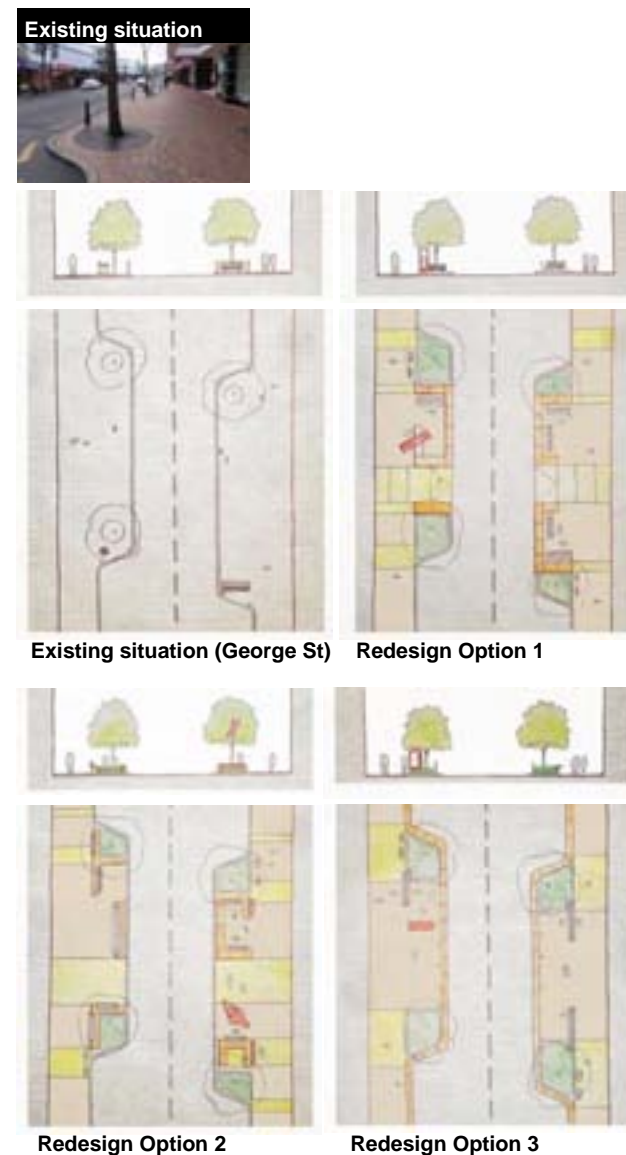 Existing situation
Existing situation (George St)
Redesign Option 1
Redesign Option 2
Redesign Option 3